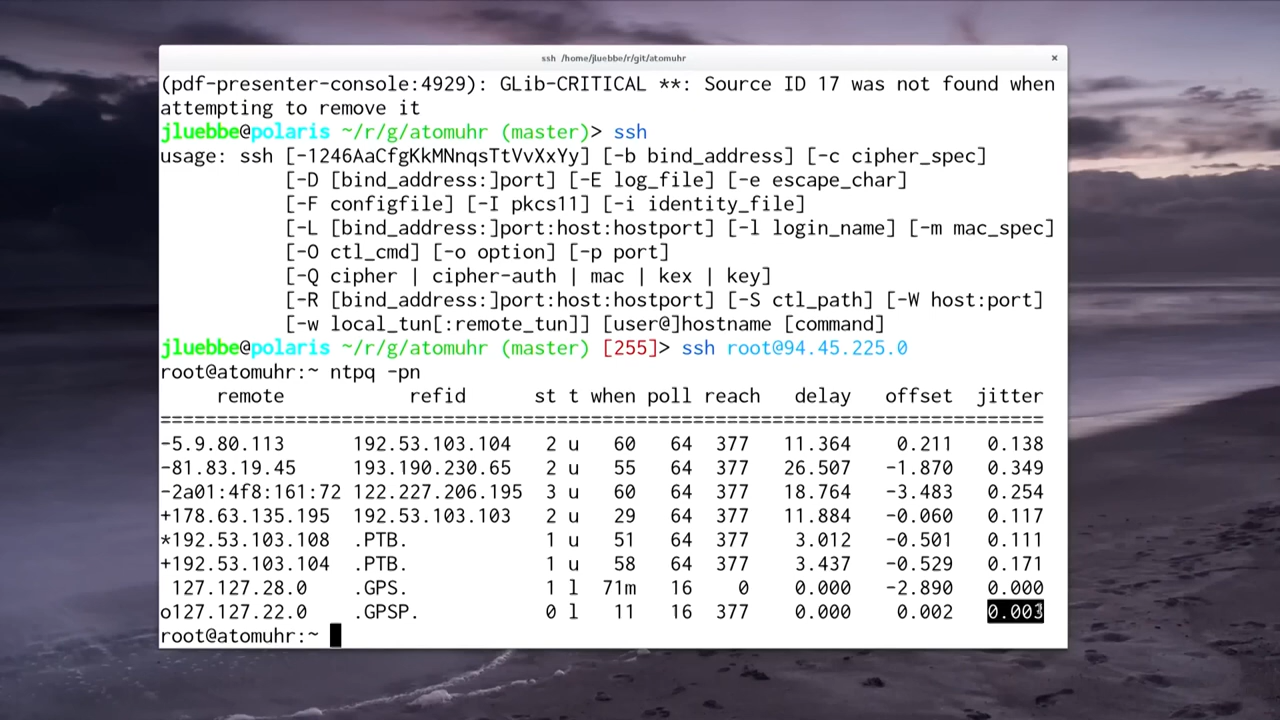 ssh /home/jluebbe/r/git/atomuhr ×
(pdf-presenter-console:4929): GLib-CRITICAL **: Source ID 17 was not found when
attempting to remove it
jluebbe@polaris ~/r/g/atomuhr (master)> ssh
usage: ssh [-1246AaCfgKkMNnqsTtVvXxYy] [-b bind_address] [-c cipher_spec]
           [-D [bind_address:]port] [-E log_file] [-e escape_char]
           [-F configfile] [-I pkcs11] [-i identity_file]
           [-L [bind_address:]port:host:hostport] [-l login_name] [-m mac_spec]
           [-O ctl_cmd] [-o option] [-p port]
           [-Q cipher | cipher-auth | mac | kex | key]
           [-R [bind_address:]port:host:hostport] [-S ctl_path] [-W host:port]
           [-w local_tun[:remote_tun]] [user@]hostname [command]
jluebbe@polaris ~/r/g/atomuhr (master) [255]> ssh root@94.45.225.0
root@atomuhr:~ ntpq -pn
     remote           refid      st t when poll reach   delay   offset  jitter
==============================================================================
-5.9.80.113      192.53.103.104   2 u   60   64  377   11.364    0.211   0.138
-81.83.19.45     193.190.230.65   2 u   55   64  377   26.507   -1.870   0.349
-2a01:4f8:161:72 122.227.206.195  3 u   60   64  377   18.764   -3.483   0.254
+178.63.135.195  192.53.103.103   2 u   29   64  377   11.884   -0.060   0.117
*192.53.103.108  .PTB.            1 u   51   64  377    3.012   -0.501   0.111
+192.53.103.104  .PTB.            1 u   58   64  377    3.437   -0.529   0.171
 127.127.28.0    .GPS.            1 l  71m   16    0    0.000   -2.890   0.000
o127.127.22.0    .GPSP.           0 l   11   16  377    0.000    0.002   0.003
root@atomuhr:~